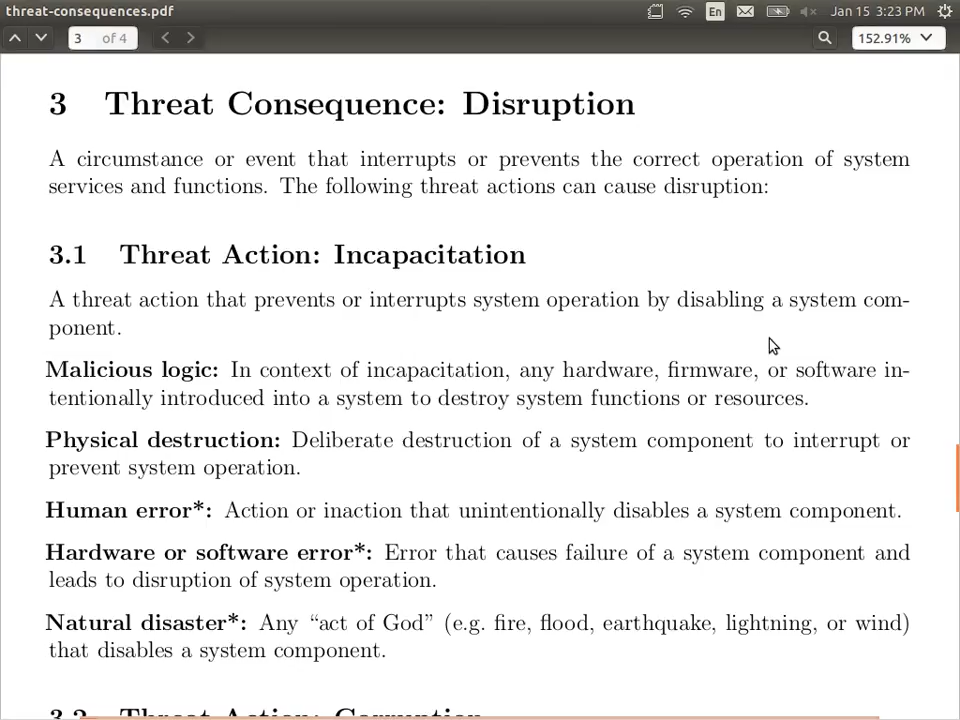 threat-consequences.pdf
En
Jan 15 3:23 PM
3 of 4
152.91%
3 Threat Consequence: Disruption
A circumstance or event that interrupts or prevents the correct operation of system
services and functions. The following threat actions can cause disruption:
3.1 Threat Action: Incapacitation
A threat action that prevents or interrupts system operation by disabling a system com-
ponent.
Malicious logic: In context of incapacitation, any hardware, firmware, or software in-
tentionally introduced into a system to destroy system functions or resources.
Physical destruction: Deliberate destruction of a system component to interrupt or
prevent system operation.
Human error*: Action or inaction that unintentionally disables a system component.
Hardware or software error*: Error that causes failure of a system component and
leads to disruption of system operation.
Natural disaster*: Any “act of God” (e.g. fire, flood, earthquake, lightning, or wind)
that disables a system component.
3.2 Threat Action: Corruption